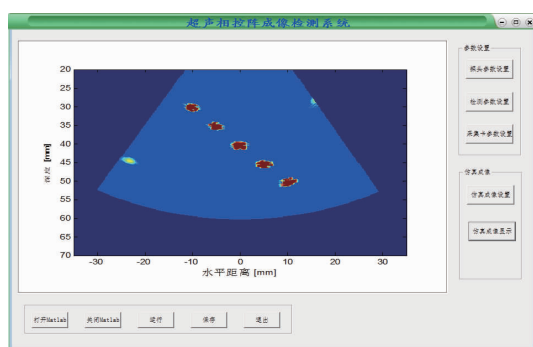 超声相控阵成像检测系统
参数设置
探头参数设置
检测参数设置
采集卡参数设置
仿真成像
仿真成像设置
仿真成像显示
20
25
30
35
40
45
50
55
60
65
70
深度 [mm]
-30 -20 -10 0 10 20 30
水平距离 [mm]
打开Matlab 关闭Matlab 运行 保存 退出